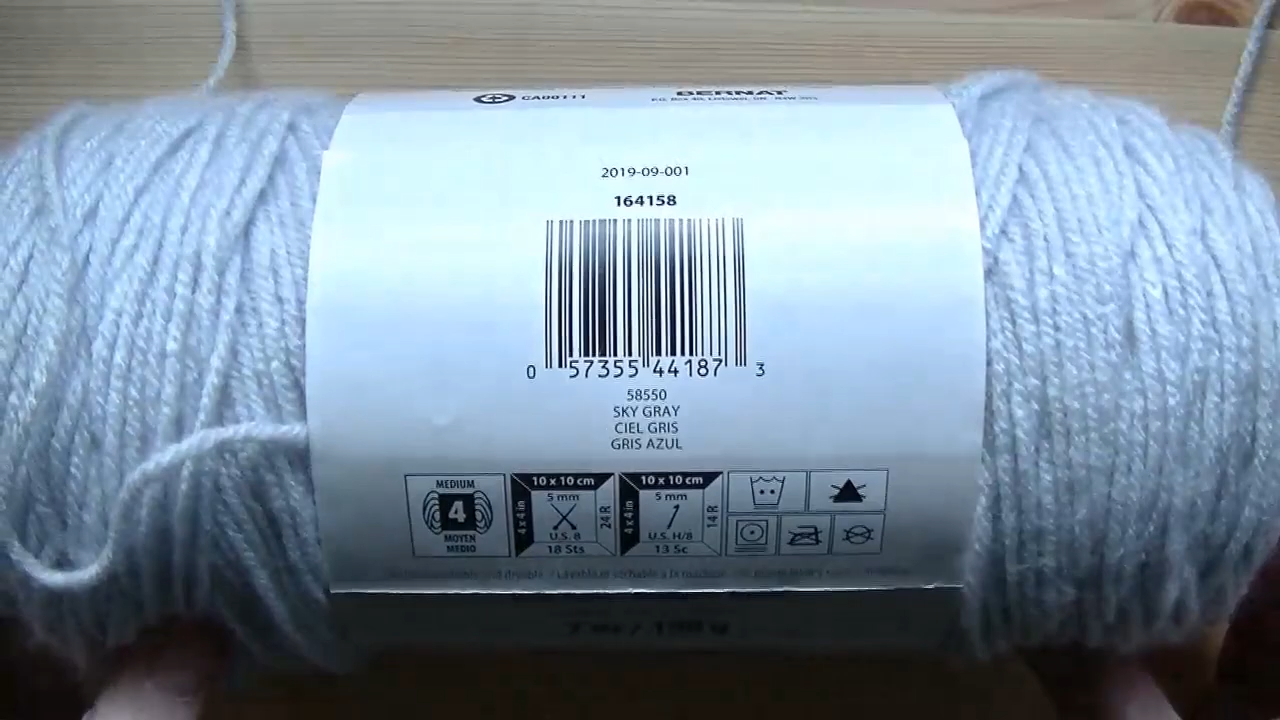 CA00111
BERNAT
2019-09-001
164158
0 57355 44187 3
58550
SKY GRAY
CIEL GRIS
GRIS AZUL
MEDIUM
4
MOYEN
MEDIO
10 x 10 cm
4 x 4 in
5 mm
24 R
U.S. 8
18 Sts
10 x 10 cm
4 x 4 in
5 mm
14 R
U.S. H/8
13 Sc